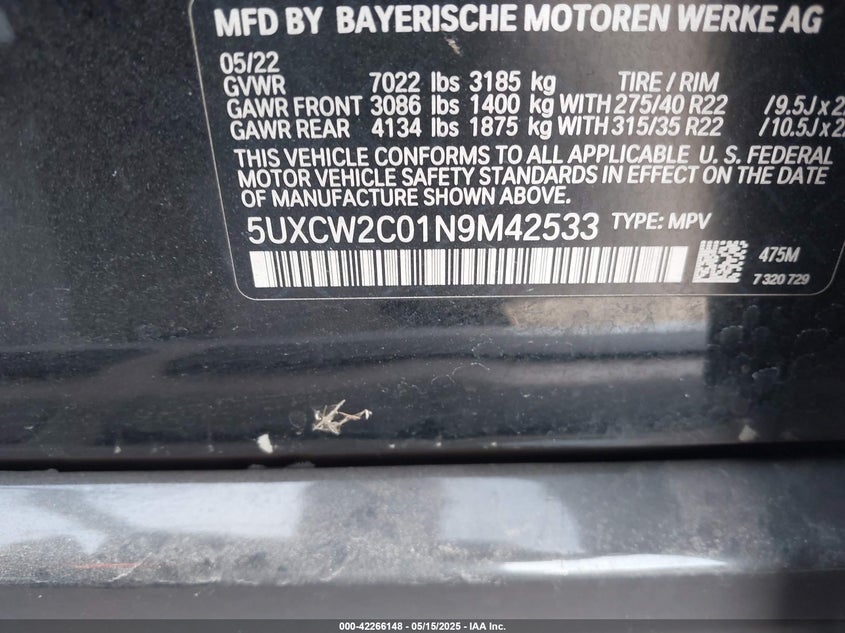 MFD BY BAYERISCHE MOTOREN WERKE AG
05/22
GVWR 7022 lbs 3185 kg TIRE / RIM
GAWR FRONT 3086 lbs 1400 kg WITH 275/40 R22 /9.5J x 2
GAWR REAR 4134 lbs 1875 kg WITH 315/35 R22 /10.5J x 2
THIS VEHICLE CONFORMS TO ALL APPLICABLE U. S. FEDERAL
MOTOR VEHICLE SAFETY STANDARDS IN EFFECT ON THE DATE
OF MANUFACTURE SHOWN ABOVE.
5UXCW2C01N9M42533 TYPE: MPV
475M
7 320 729
000-42266148 - 05/15/2025 - IAA Inc.